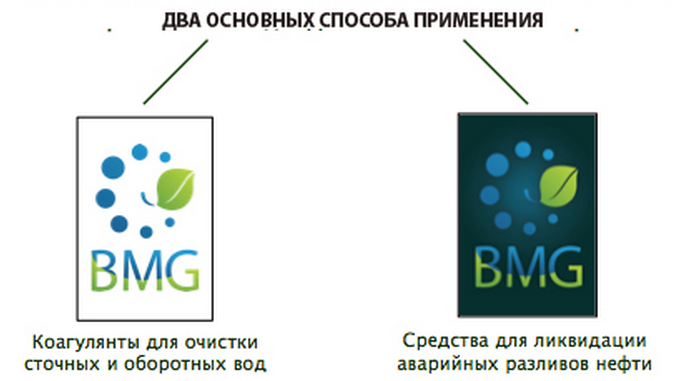 ДВА ОСНОВНЫХ СПОСОБА ПРИМЕНЕНИЯ
BMG
BMG
Коагулянты для очистки
сточных и оборотных вод
Средства для ликвидации
аварийных разливов нефти